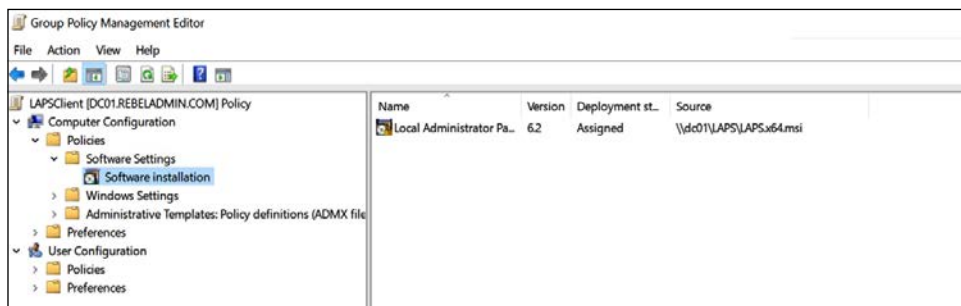 Group Policy Management Editor
File Action View Help
LAPSClient [DC01.REBELADMIN.COM] Policy
Computer Configuration
Policies
Software Settings
Software installation
Windows Settings
Administrative Templates: Policy definitions (ADMX file
Preferences
User Configuration
Policies
Preferences
Name Version Deployment st... Source
Local Administrator Pa... 6.2 Assigned \\dc01\LAPS\LAPS.x64.msi